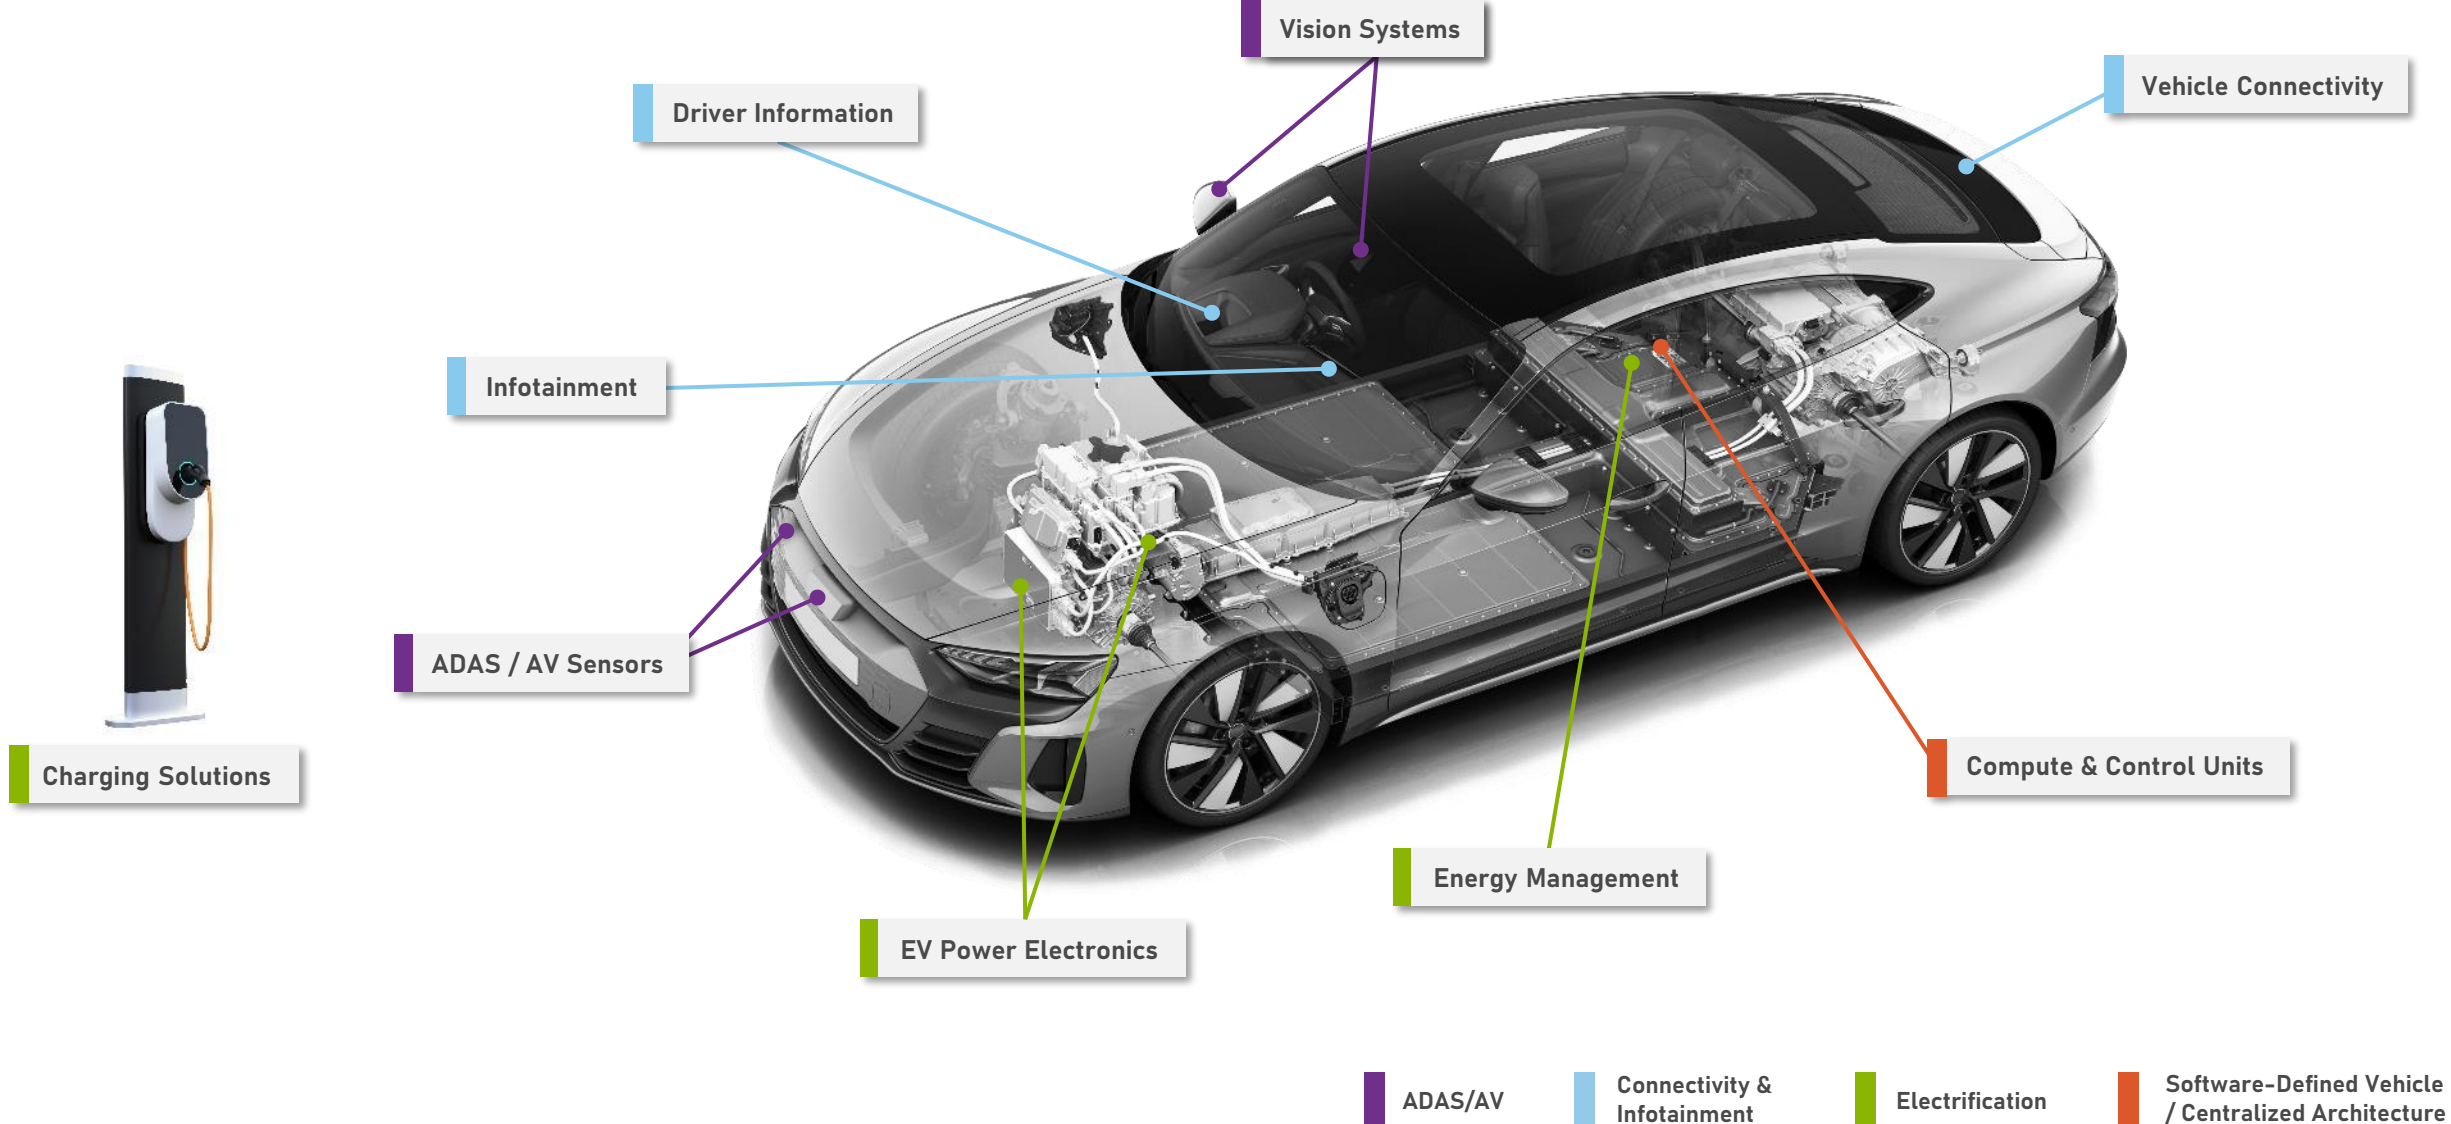 Vision Systems
Vehicle Connectivity
Driver Information
Infotainment
ADAS / AV Sensors
Charging Solutions
Compute & Control Units
Energy Management
EV Power Electronics
ADAS/AV
Connectivity &
Infotainment
Electrification
Software-Defined Vehicle
/ Centralized Architecture